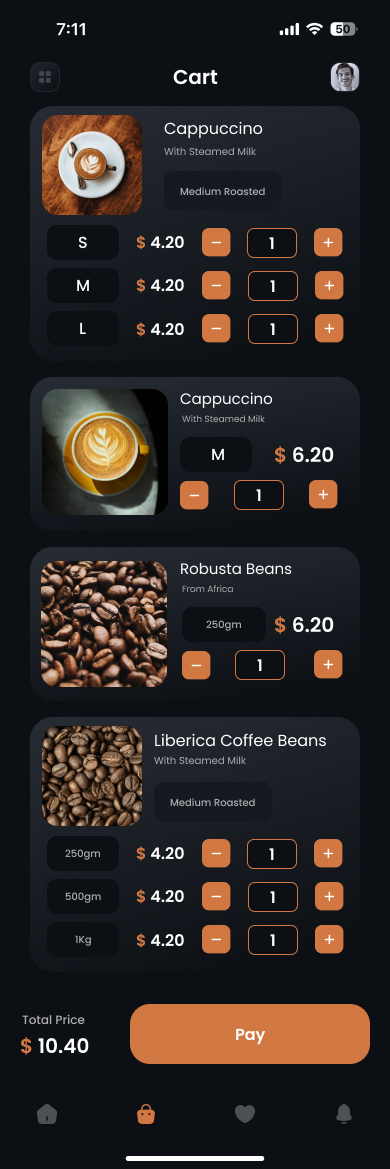 7:11
50
Cart
Cappuccino
With Steamed Milk
Medium Roasted
S $ 4.20 − 1 +
M $ 4.20 − 1 +
L $ 4.20 − 1 +
Cappuccino
With Steamed Milk
M $ 6.20
− 1 +
Robusta Beans
From Africa
250gm $ 6.20
− 1 +
Liberica Coffee Beans
With Steamed Milk
Medium Roasted
250gm $ 4.20 − 1 +
500gm $ 4.20 − 1 +
1Kg $ 4.20 − 1 +
Total Price
$ 10.40
Pay